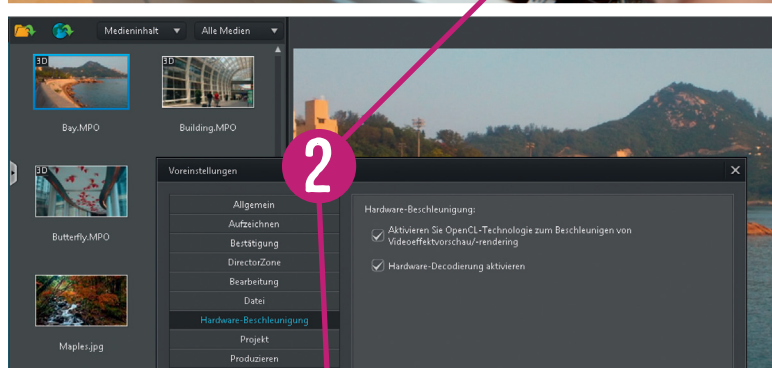 Medieninhalt
Alle Medien
3D
3D
Bay.MPO
Building.MPO
3D
Butterfly.MPO
Maples.jpg
2
Voreinstellungen
Allgemein
Aufzeichnen
Bestätigung
DirectorZone
Bearbeitung
Datei
Hardware-Beschleunigung
Projekt
Produzieren
Hardware-Beschleunigung:
Aktivieren Sie OpenCL-Technologie zum Beschleunigen von
Videoeffektvorschau/-rendering
Hardware-Decodierung aktivieren